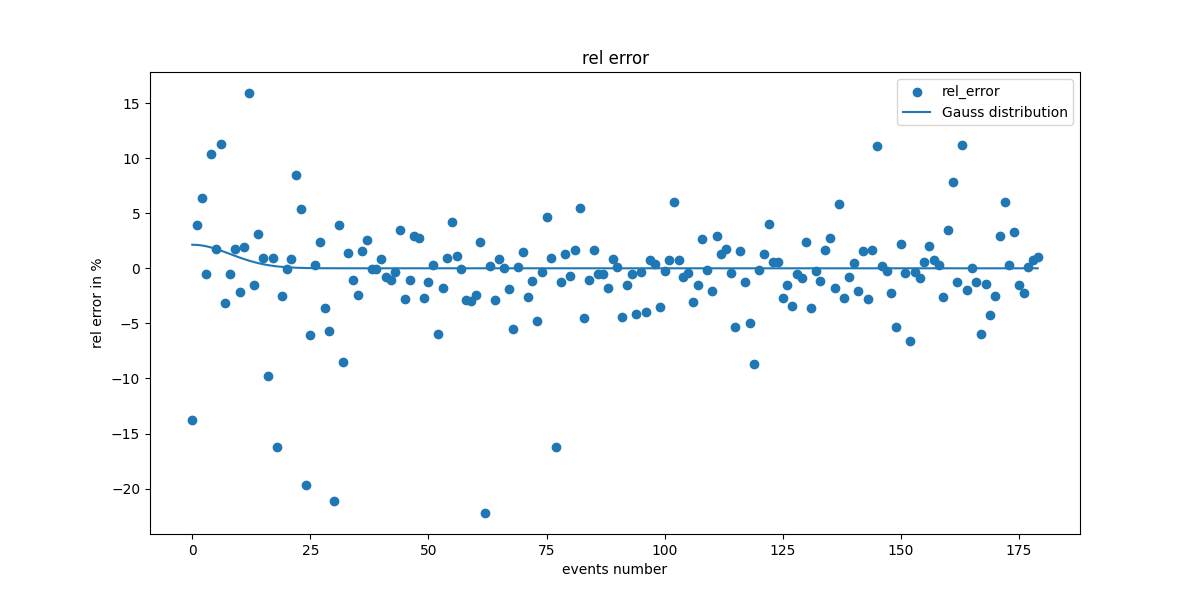 rel error
rel_error
Gauss distribution
rel error in %
15
10
5
0
−5
−10
−15
−20
0 25 50 75 100 125 150 175
events number